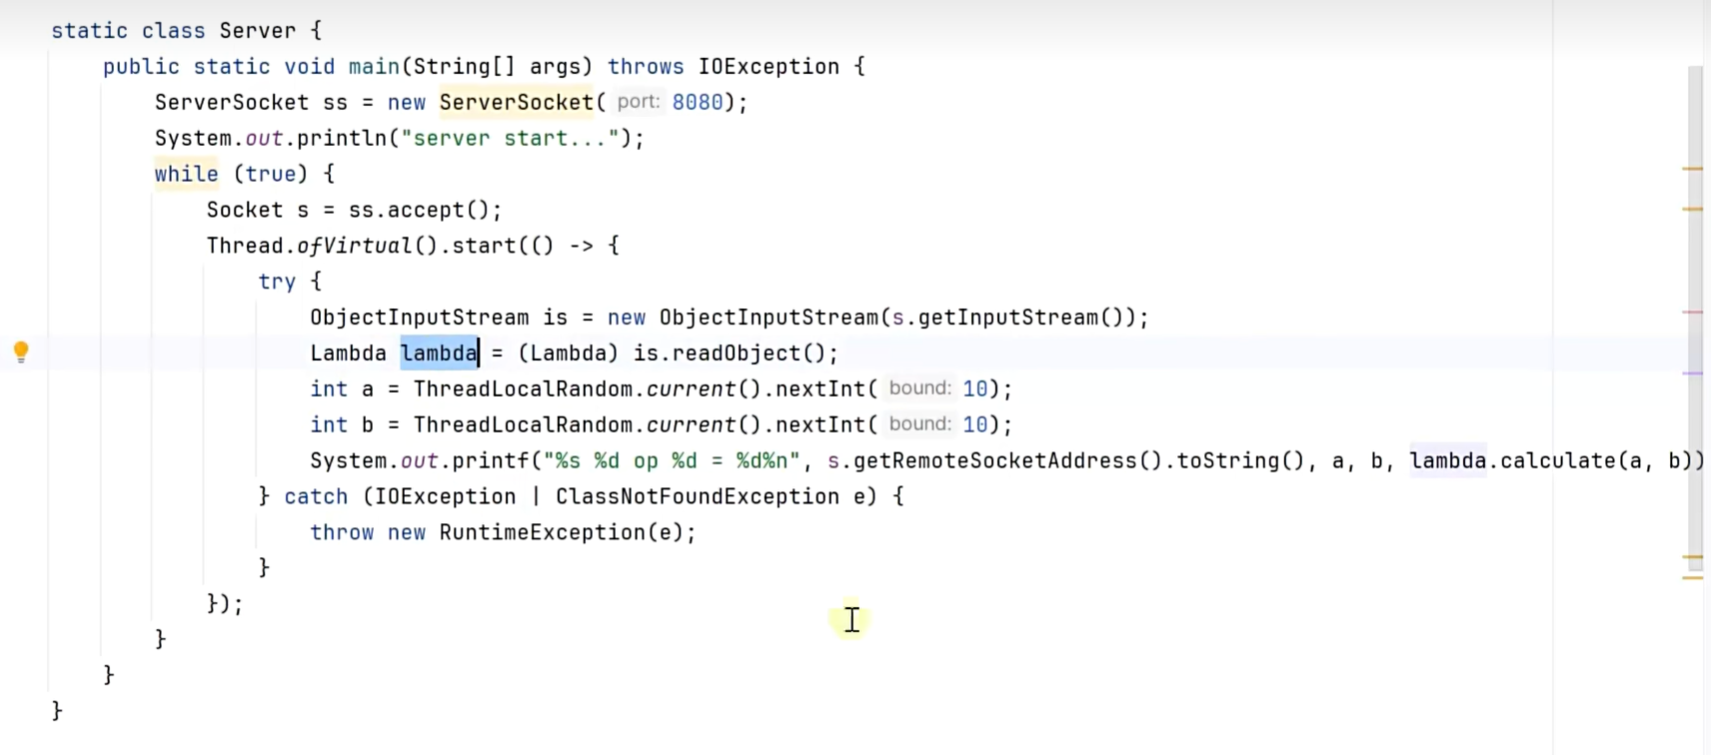 static class Server {
public static void main(String[] args) throws IOException {
ServerSocket ss = new ServerSocket( port: 8080);
System.out.println("server start...");
while (true) {
Socket s = ss.accept();
Thread.ofVirtual().start(() -> {
try {
ObjectInputStream is = new ObjectInputStream(s.getInputStream());
Lambda lambda = (Lambda) is.readObject();
int a = ThreadLocalRandom.current().nextInt( bound: 10);
int b = ThreadLocalRandom.current().nextInt( bound: 10);
System.out.printf("%s %d op %d = %d%n", s.getRemoteSocketAddress().toString(), a, b, lambda.calculate(a, b))
} catch (IOException | ClassNotFoundException e) {
throw new RuntimeException(e);
}
});
}
}
}